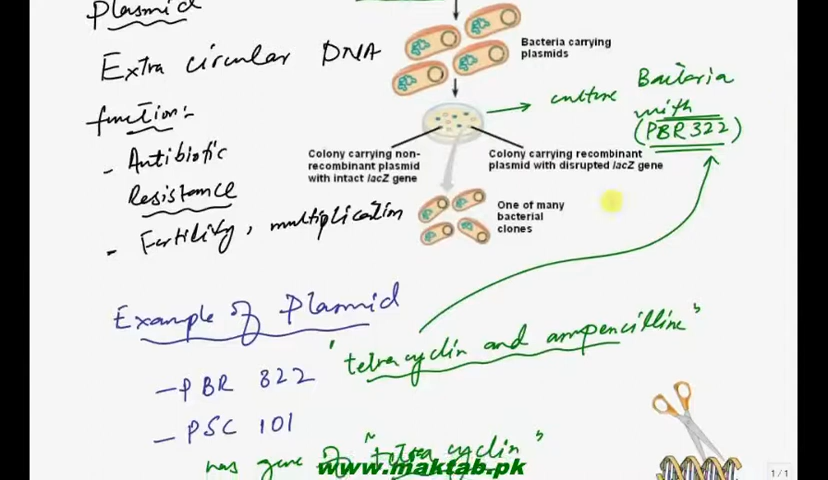 Plasmid
Extra circular DNA
function:-
- Antibiotic
Resistance
- Fertility, multiplication
Bacteria carrying
plasmids
culture Bacteria
with
(PBR322)
Colony carrying non-
recombinant plasmid
with intact lacZ gene
Colony carrying recombinant
plasmid with disrupted lacZ gene
One of many
bacterial
clones
Example of Plasmid
"tetracyclin and ampencilline"
- PBR 322
- PSC 101
has gene of "tetracyclin"
www.maktab.pk
1/1